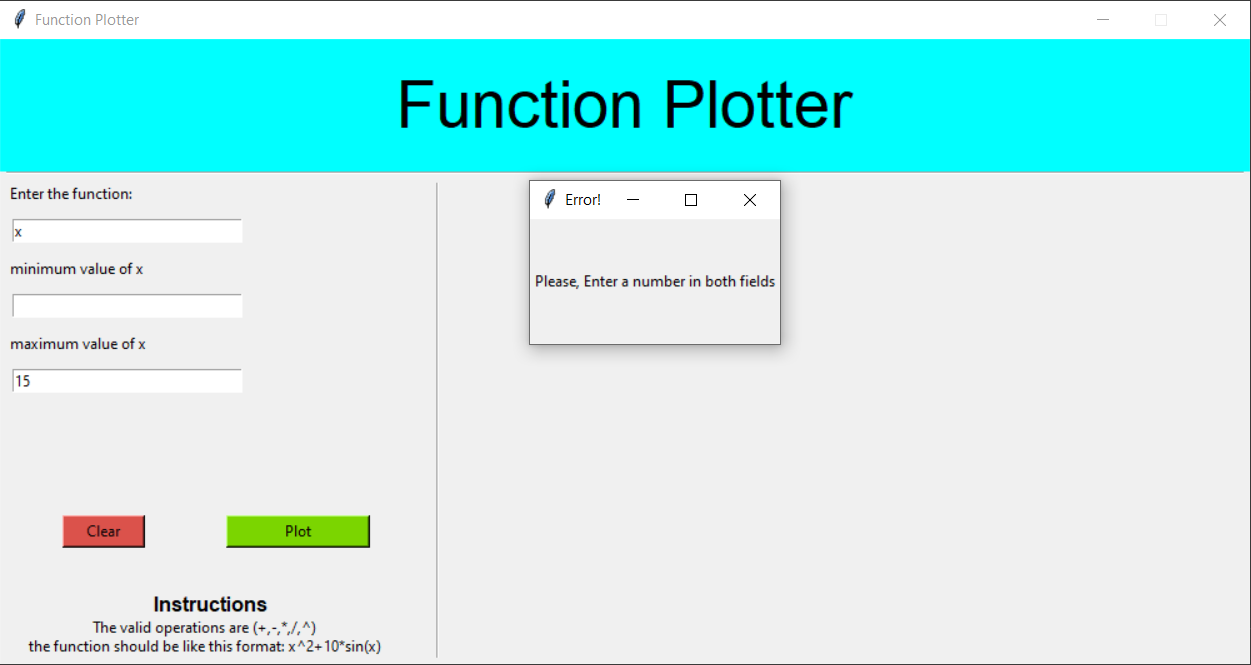 Function Plotter
Function Plotter
Enter the function:
x
minimum value of x
maximum value of x
15
Clear
Plot
Instructions
The valid operations are (+,-,*,/,^)
the function should be like this format: x^2+10*sin(x)
Error!
Please, Enter a number in both fields